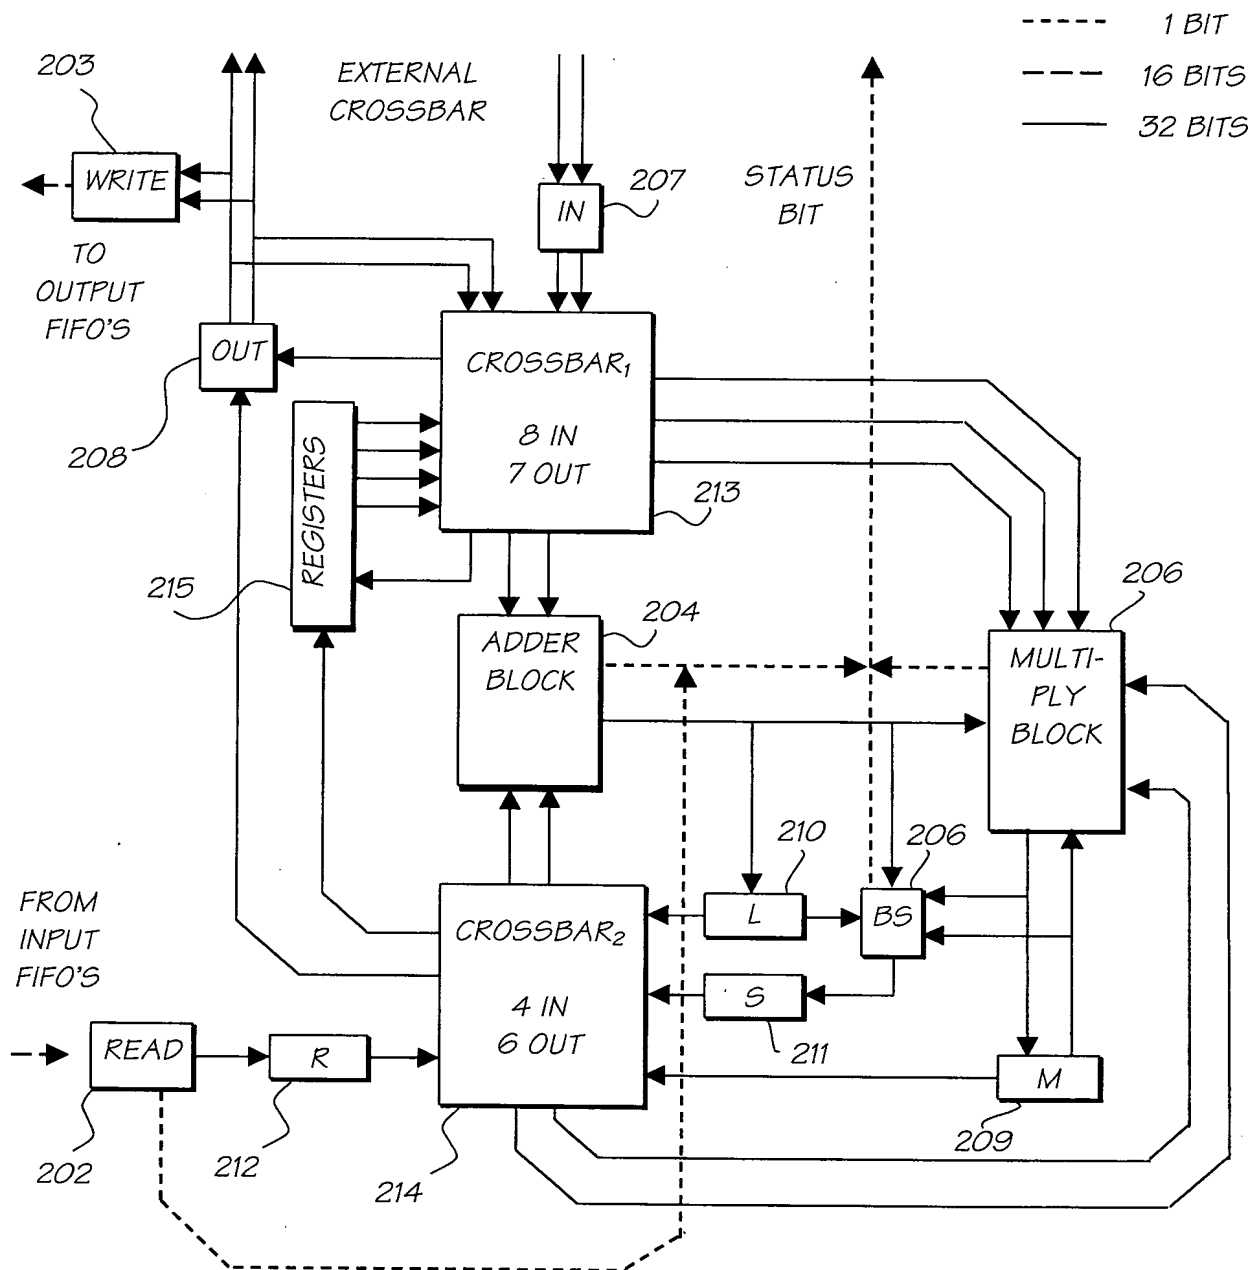 1 BIT
16 BITS
32 BITS
203
EXTERNAL
CROSSBAR
WRITE
IN
207
STATUS
BIT
TO
OUTPUT
FIFO'S
OUT
208
CROSSBAR1
8 IN
7 OUT
213
REGISTERS
215
ADDER
BLOCK
204
206
MULTI-
PLY
BLOCK
210
206
L
BS
S
211
FROM
INPUT
FIFO'S
CROSSBAR2
4 IN
6 OUT
READ
R
M
202
212
214
209